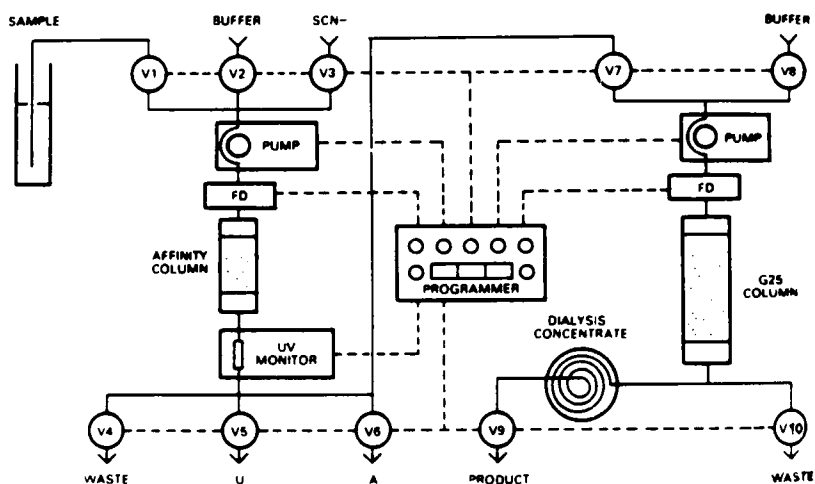 SAMPLE
BUFFER
SCN-
BUFFER
V1
V2
V3
V7
V8
PUMP
PUMP
FD
FD
AFFINITY
COLUMN
PROGRAMMER
G25
COLUMN
UV
MONITOR
DIALYSIS
CONCENTRATE
V4
V5
V6
V9
V10
WASTE
U
A
PRODUCT
WASTE